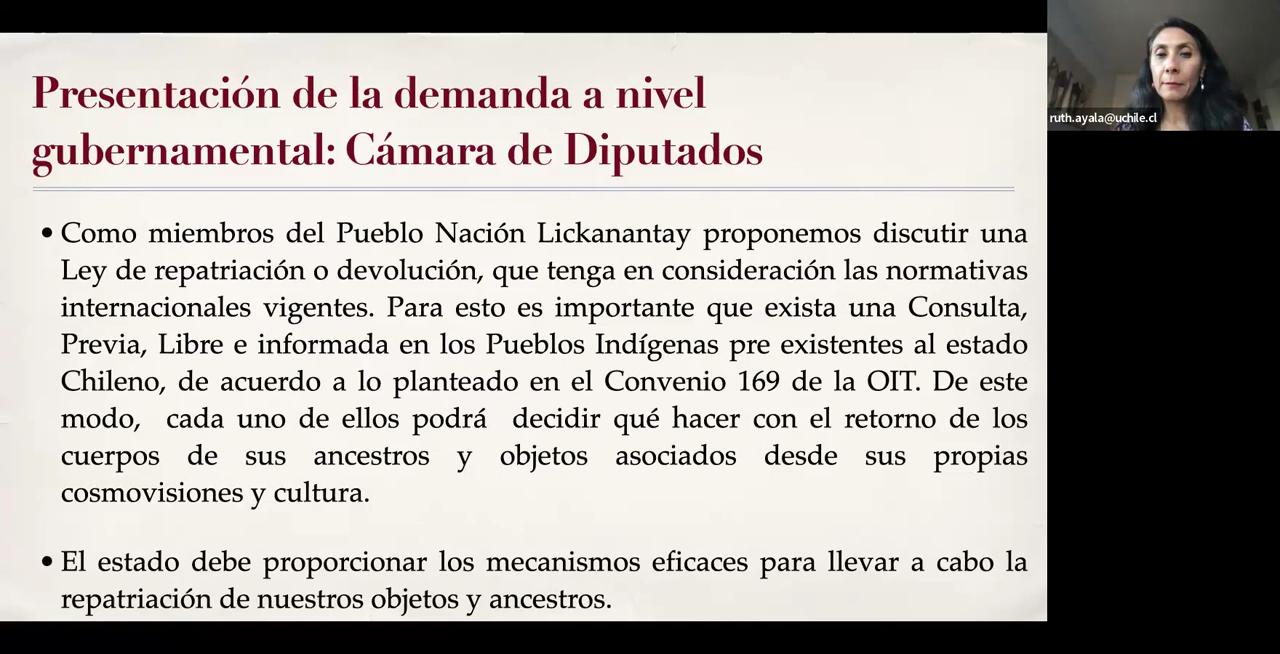 Presentación de la demanda a nivel
gubernamental: Cámara de Diputados
ruth.ayala@uchile.cl
• Como miembros del Pueblo Nación Lickanantay proponemos discutir una
Ley de repatriación o devolución, que tenga en consideración las normativas
internacionales vigentes. Para esto es importante que exista una Consulta,
Previa, Libre e informada en los Pueblos Indígenas pre existentes al estado
Chileno, de acuerdo a lo planteado en el Convenio 169 de la OIT. De este
modo, cada uno de ellos podrá decidir qué hacer con el retorno de los
cuerpos de sus ancestros y objetos asociados desde sus propias
cosmovisiones y cultura.
• El estado debe proporcionar los mecanismos eficaces para llevar a cabo la
repatriación de nuestros objetos y ancestros.